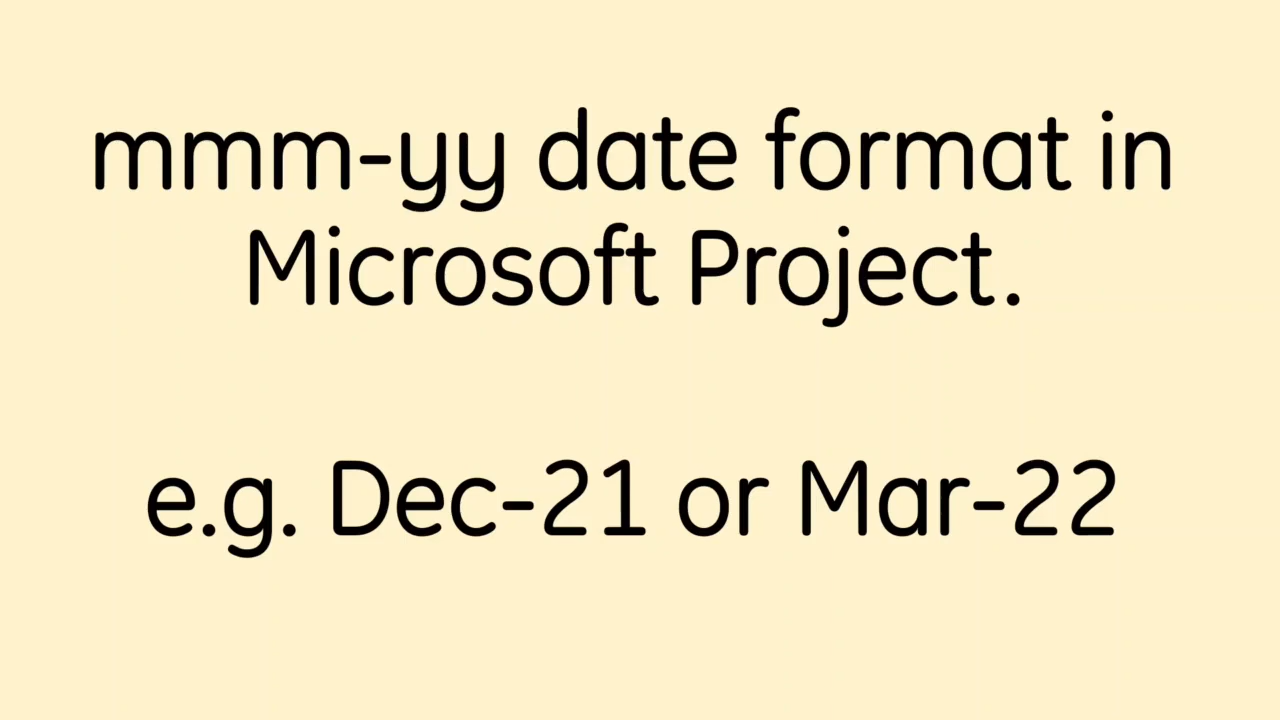 mmm-yy date format in
Microsoft Project.
e.g. Dec-21 or Mar-22